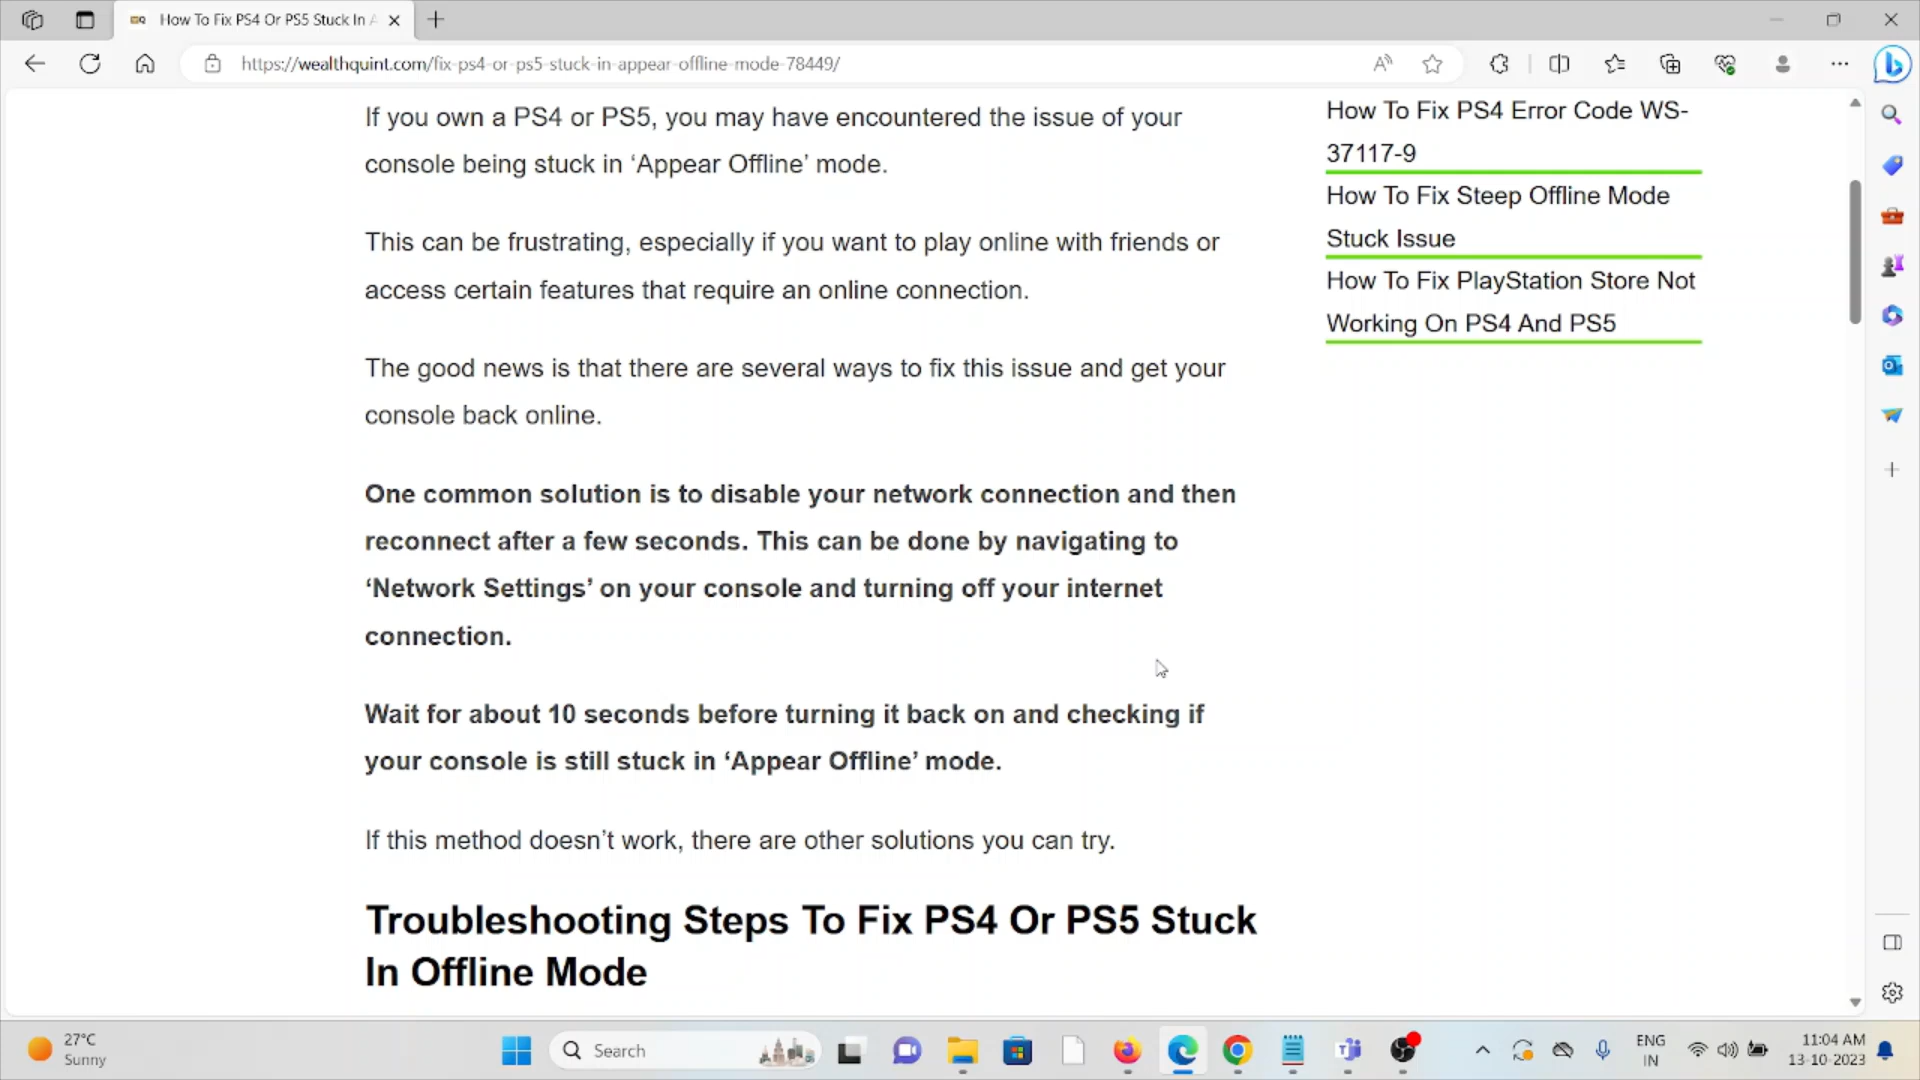 How To Fix PS4 Or PS5 Stuck In A
https://wealthquint.com/fix-ps4-or-ps5-stuck-in-appear-offline-mode-78449/
If you own a PS4 or PS5, you may have encountered the issue of your
console being stuck in ‘Appear Offline’ mode.
This can be frustrating, especially if you want to play online with friends or
access certain features that require an online connection.
The good news is that there are several ways to fix this issue and get your
console back online.
One common solution is to disable your network connection and then
reconnect after a few seconds. This can be done by navigating to
‘Network Settings’ on your console and turning off your internet
connection.
Wait for about 10 seconds before turning it back on and checking if
your console is still stuck in ‘Appear Offline’ mode.
If this method doesn’t work, there are other solutions you can try.
Troubleshooting Steps To Fix PS4 Or PS5 Stuck
In Offline Mode
How To Fix PS4 Error Code WS-
37117-9
How To Fix Steep Offline Mode
Stuck Issue
How To Fix PlayStation Store Not
Working On PS4 And PS5
27°C
Sunny
Search
ENG
IN
11:04 AM
13-10-2023